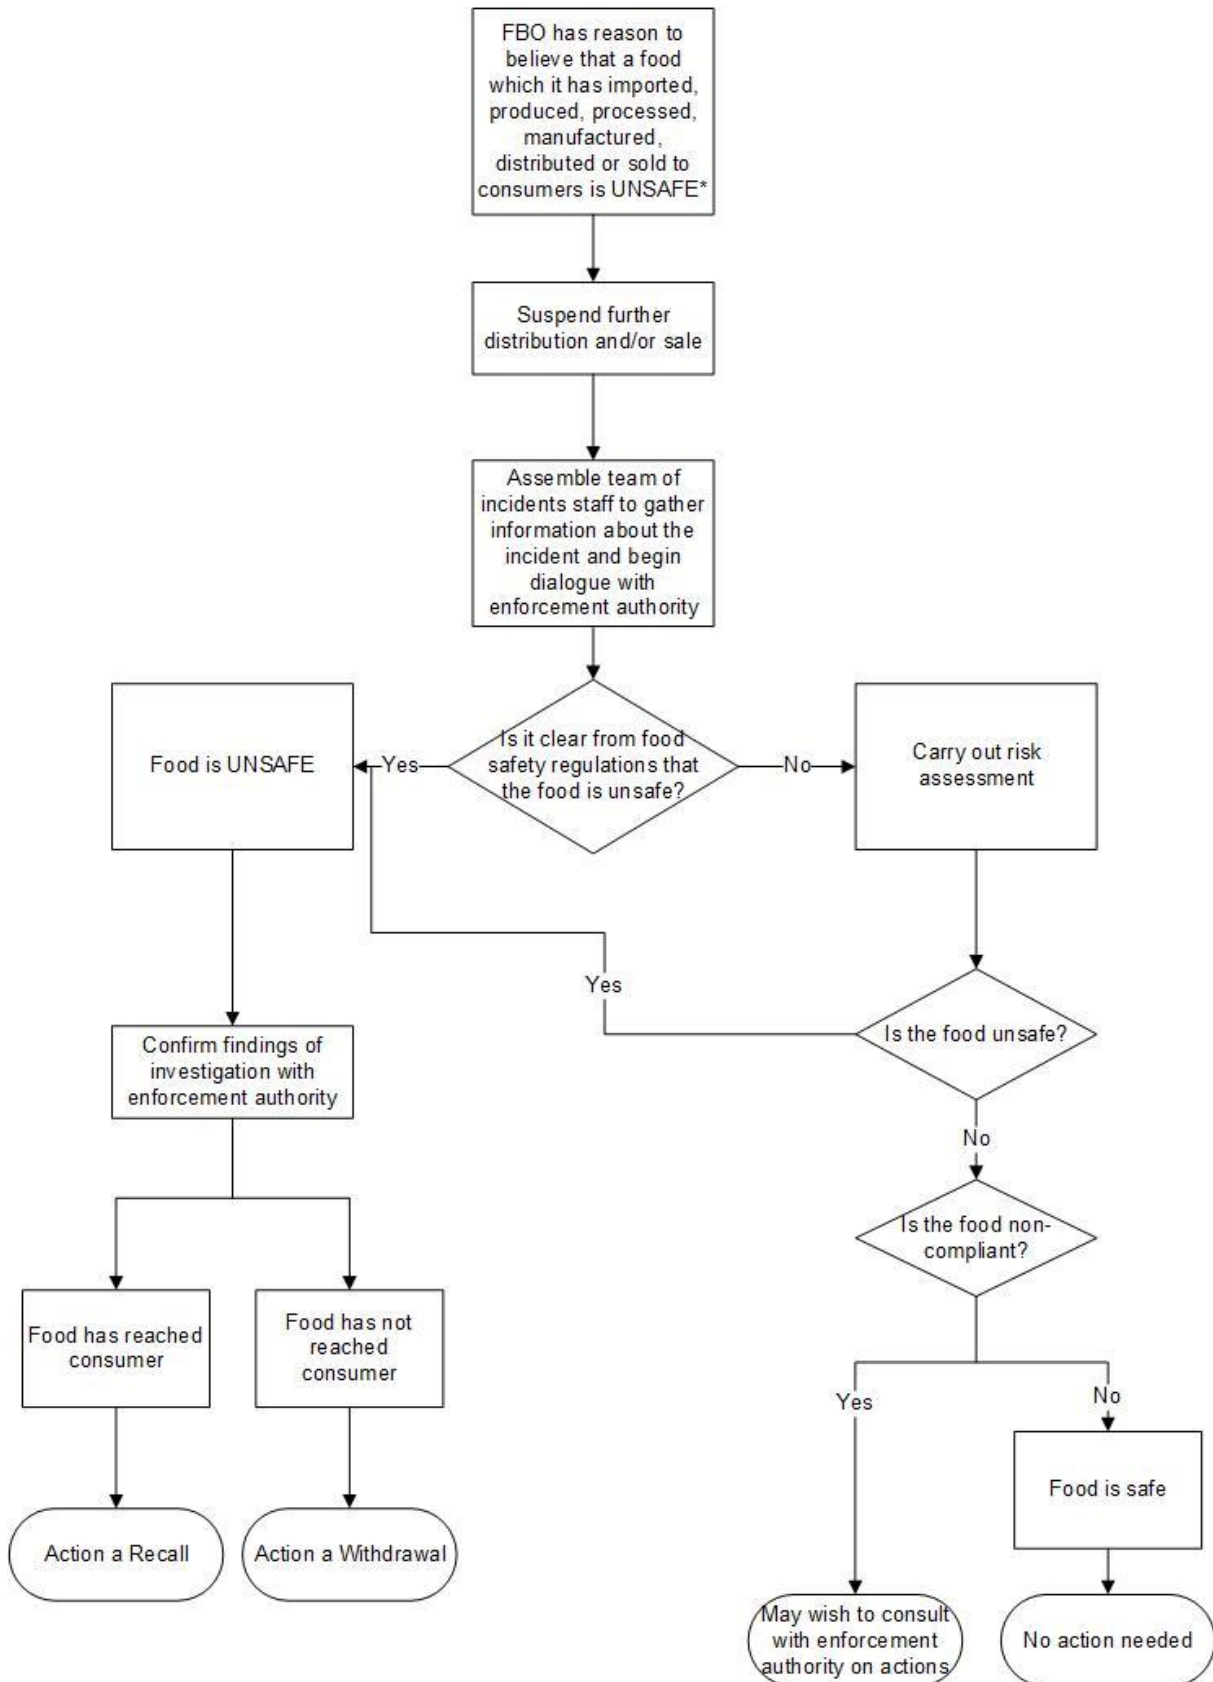 FBO has reason to
believe that a food
which it has imported,
produced, processed,
manufactured,
distributed or sold to
consumers is UNSAFE*
Suspend further
distribution and/or sale
Assemble team of
incidents staff to gather
information about the
incident and begin
dialogue with
enforcement authority
Is it clear from food
safety regulations that
the food is unsafe?
Yes
No
Food is UNSAFE
Carry out risk
assessment
Yes
Is the food unsafe?
Confirm findings of
investigation with
enforcement authority
No
Is the food non-
compliant?
Food has reached
consumer
Food has not
reached
consumer
Yes
No
Food is safe
Action a Recall
Action a Withdrawal
May wish to consult
with enforcement
authority on actions
No action needed